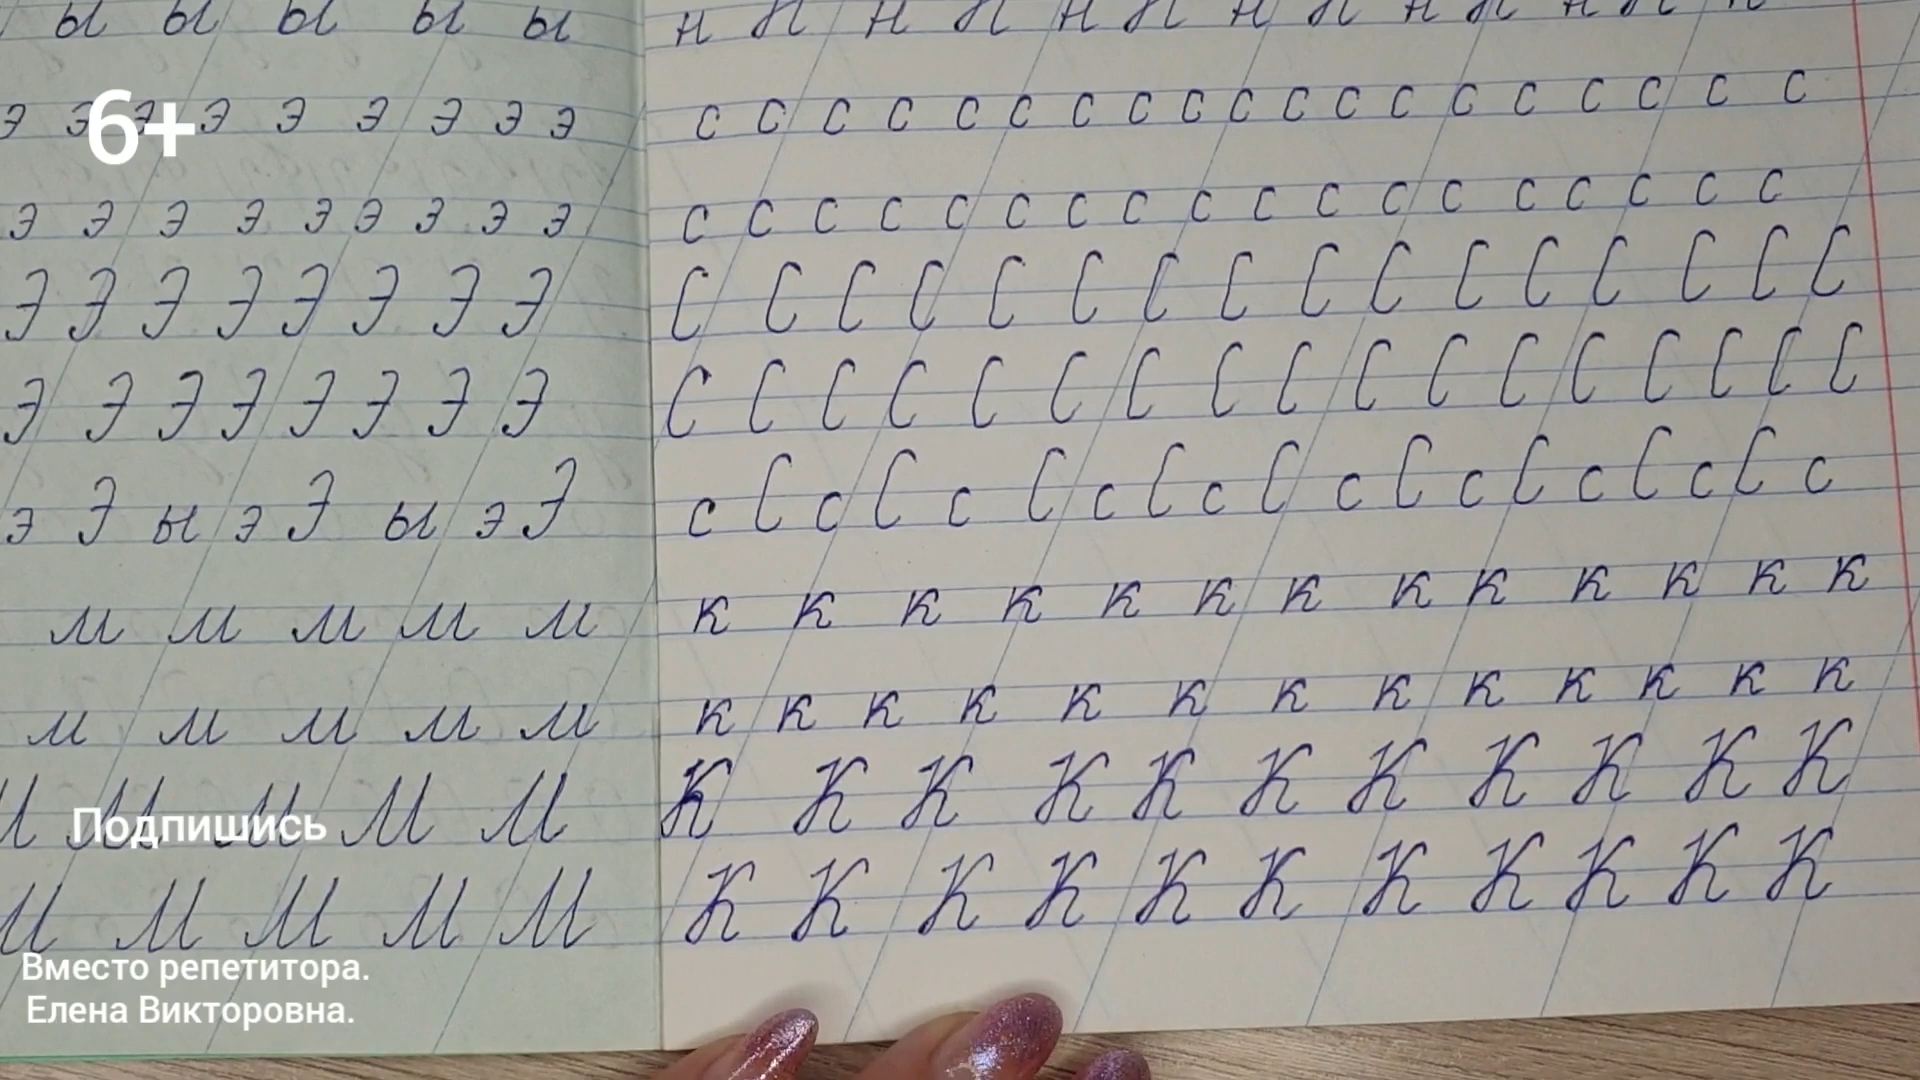 ы ы ы ы ы
э э э э э э э э э
э э э э э э э э э
Э Э Э Э Э Э Э Э
Э Э Э Э Э Э Э Э
э Э ы э Э ы э Э
м м м м м
м м м м м
М М М М М
М М М М М
н Н н Н н Н н Н н Н н Н н
с с с с с с с с с с с с с с с с с с с
с с с с с с с с с с с с с с с с с с
С С С С С С С С С С С С С С С С
С С С С С С С С С С С С С С С С С
с С с С с С с С с С с С с С с С с С с
к к к к к к к к к к к к к
к к к к к к к к к к к к к
К К К К К К К К К К К
К К К К К К К К К К К
6+
Подпишись
Вместо репетитора.
Елена Викторовна.